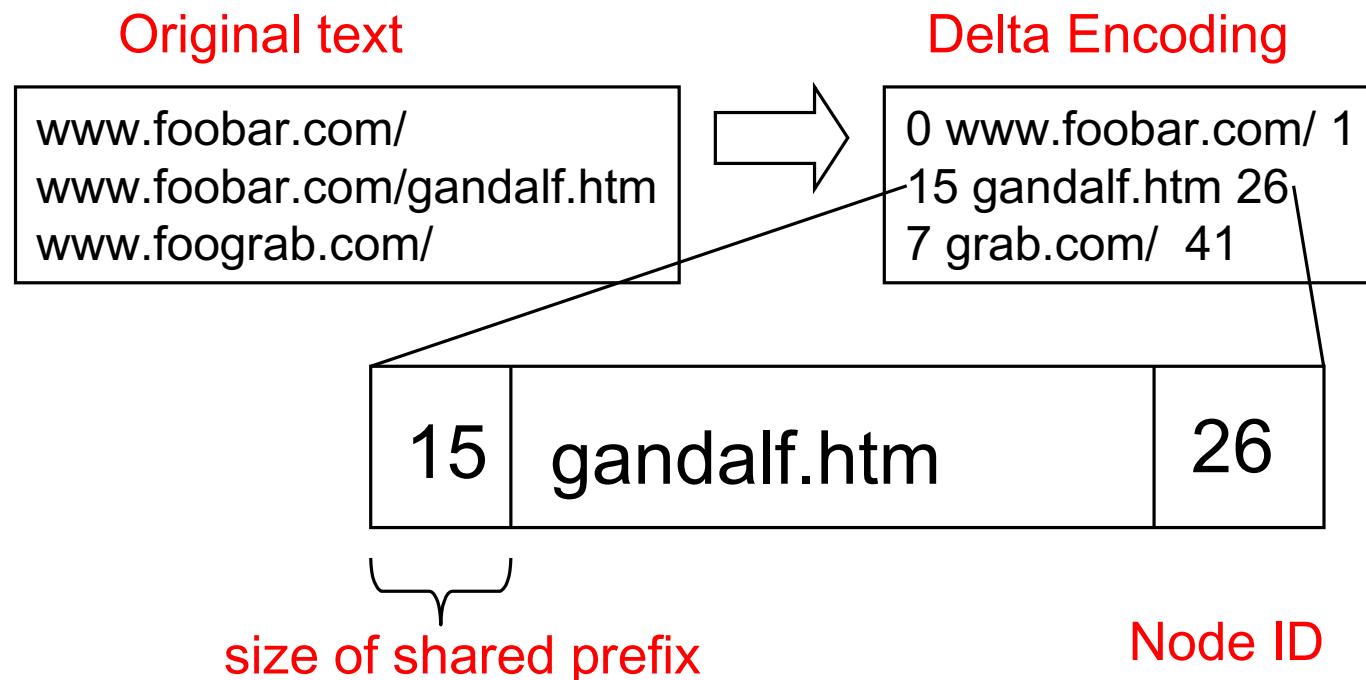 Original text
www.foobar.com/
www.foobar.com/gandalf.htm
www.foograb.com/
Delta Encoding
0 www.foobar.com/ 1
15 gandalf.htm 26
7 grab.com/ 41
15 gandalf.htm 26
size of shared prefix
Node ID